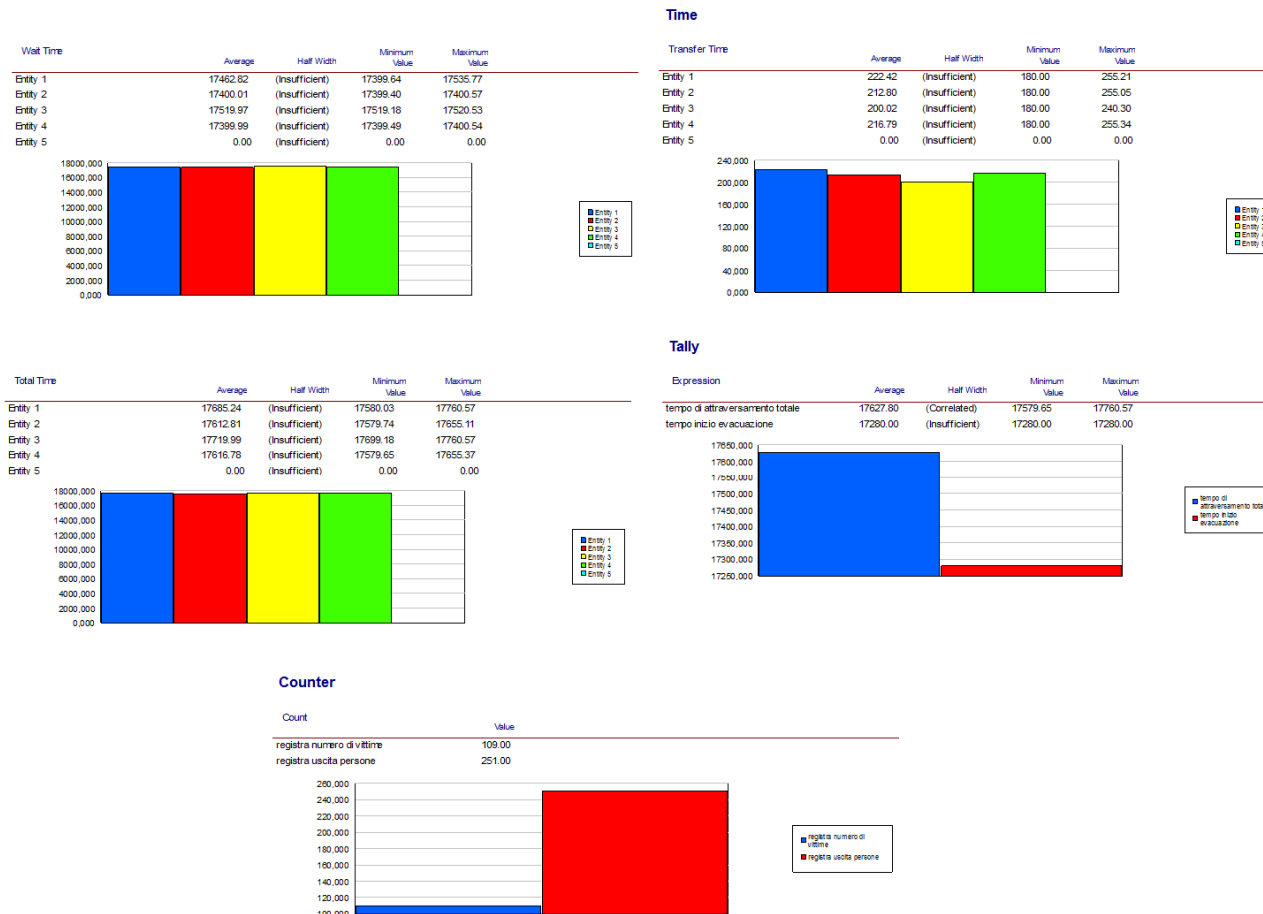 Wait Time
Average Half Width Minimum Value Maximum Value
Entity 1 17462.82 (Insufficient) 17399.64 17535.77
Entity 2 17400.01 (Insufficient) 17399.40 17400.57
Entity 3 17519.97 (Insufficient) 17519.18 17520.53
Entity 4 17399.99 (Insufficient) 17399.49 17400.54
Entity 5 0.00 (Insufficient) 0.00 0.00
18000,000
16000,000
14000,000
12000,000
10000,000
8000,000
6000,000
4000,000
2000,000
0,000
Entity 1
Entity 2
Entity 3
Entity 4
Entity 5
Time
Transfer Time
Average Half Width Minimum Value Maximum Value
Entity 1 222.42 (Insufficient) 180.00 255.21
Entity 2 212.80 (Insufficient) 180.00 255.05
Entity 3 200.02 (Insufficient) 180.00 240.30
Entity 4 216.79 (Insufficient) 180.00 255.34
Entity 5 0.00 (Insufficient) 0.00 0.00
240,000
200,000
160,000
120,000
80,000
40,000
0,000
Entity
Entity
Entity
Entity
Entity
Total Time
Average Half Width Minimum Value Maximum Value
Entity 1 17685.24 (Insufficient) 17580.03 17760.57
Entity 2 17612.81 (Insufficient) 17579.74 17655.11
Entity 3 17719.99 (Insufficient) 17699.18 17760.57
Entity 4 17616.78 (Insufficient) 17579.65 17655.37
Entity 5 0.00 (Insufficient) 0.00 0.00
18000,000
16000,000
14000,000
12000,000
10000,000
8000,000
6000,000
4000,000
2000,000
0,000
Entity 1
Entity 2
Entity 3
Entity 4
Entity 5
Tally
Expression
Average Half Width Minimum Value Maximum Value
tempo di attraversamento totale 17627.80 (Correlated) 17579.65 17760.57
tempo inizio evacuazione 17280.00 (Insufficient) 17280.00 17280.00
17650,000
17600,000
17550,000
17500,000
17450,000
17400,000
17350,000
17300,000
17250,000
tempo di
attraversamento tota
tempo inizio
evacuazione
Counter
Count
Value
registra numero di vittime 109.00
registra uscita persone 251.00
260,000
240,000
220,000
200,000
180,000
160,000
140,000
120,000
100,000
registra numero di
vittime
registra uscita persone